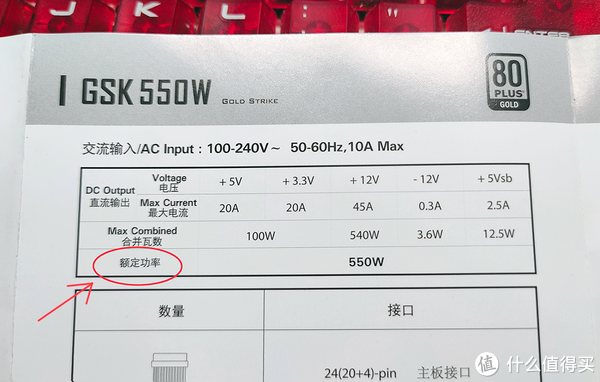 J K L
ENTER
GSK 550W GOLD STRIKE
80
PLUS
GOLD
交流输入/AC Input : 100-240V~ 50-60Hz,10A Max
DC Output 直流输出 Voltage 电压 +5V +3.3V +12V -12V +5Vsb
Max Current 最大电流 20A 20A 45A 0.3A 2.5A
Max Combined 合并瓦数 100W 540W 3.6W 12.5W
额定功率 550W
数量 接口
24(20+4)-pin 主板接口
值 什么值得买